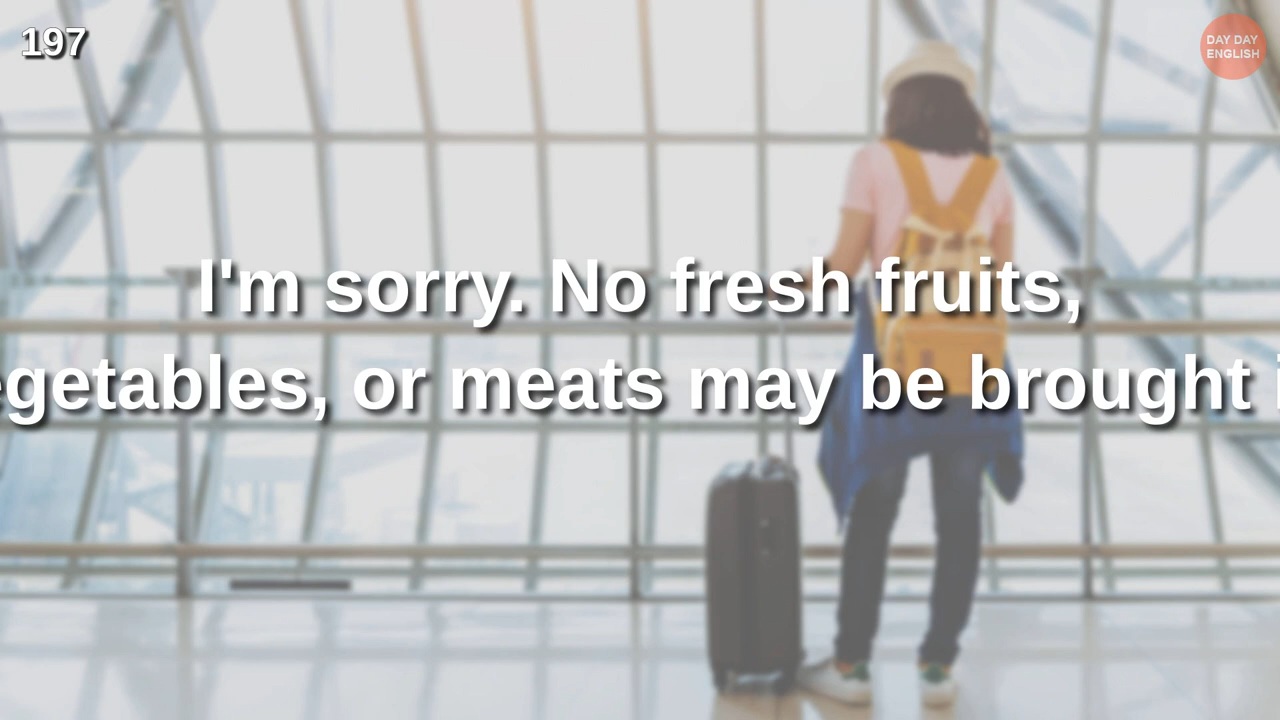 197
DAY DAY
ENGLISH
I'm sorry. No fresh fruits,
egetables, or meats may be brought i